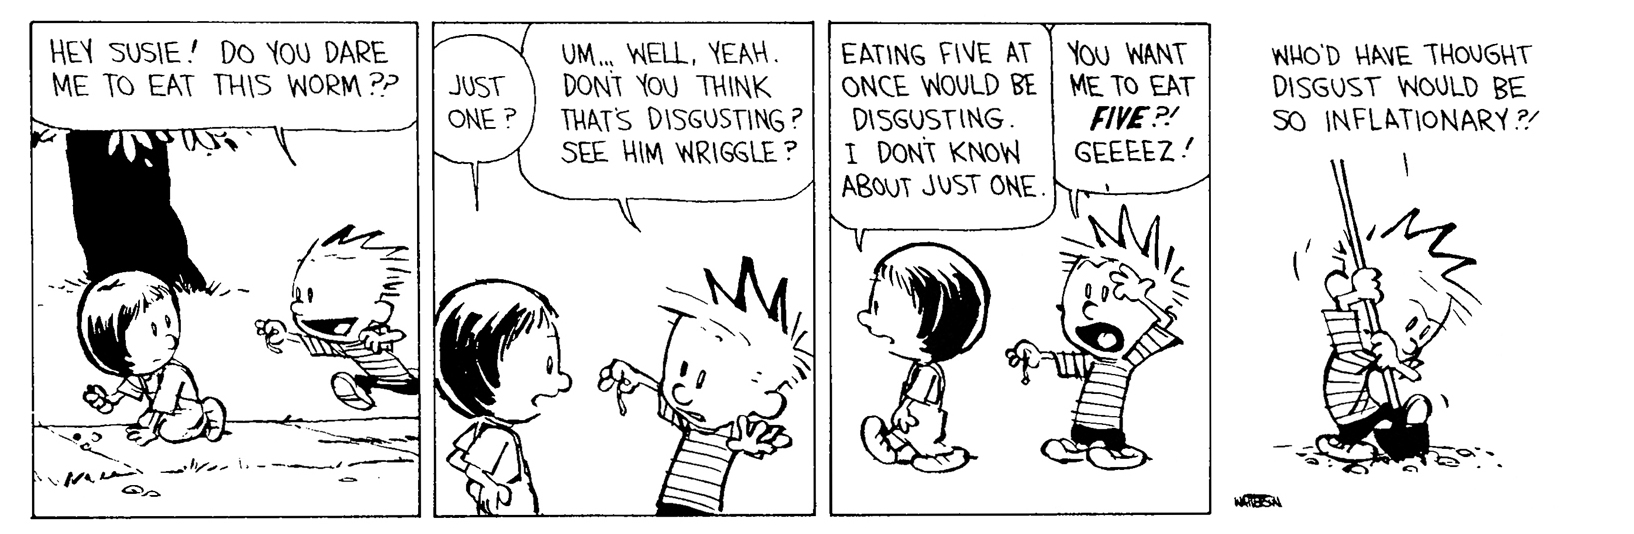 HEY SUSIE! DO YOU DARE
ME TO EAT THIS WORM??
JUST
ONE?
UM... WELL, YEAH.
DON'T YOU THINK
THAT'S DISGUSTING?
SEE HIM WRIGGLE?
EATING FIVE AT
ONCE WOULD BE
DISGUSTING.
I DON'T KNOW
ABOUT JUST ONE.
YOU WANT
ME TO EAT
FIVE?!
GEEEEZ!
WHO'D HAVE THOUGHT
DISGUST WOULD BE
SO INFLATIONARY?!
WATTERSON